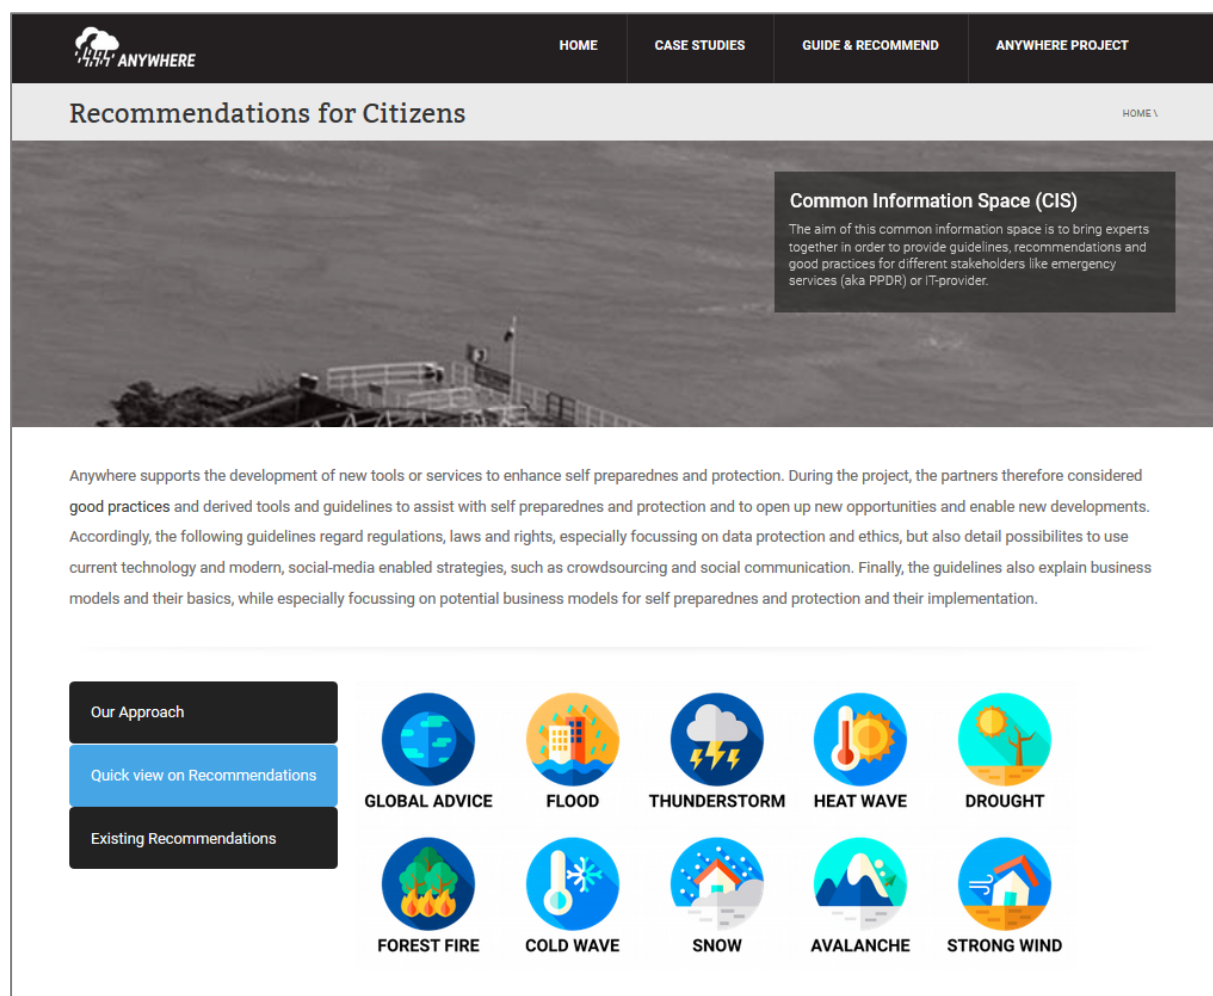 ANYWHERE
HOME
CASE STUDIES
GUIDE & RECOMMEND
ANYWHERE PROJECT
Recommendations for Citizens
HOME \
Common Information Space (CIS)
The aim of this common information space is to bring experts
together in order to provide guidelines, recommendations and
good practices for different stakeholders like emergency
services (aka PPDR) or IT-provider.
Anywhere supports the development of new tools or services to enhance self preparednes and protection. During the project, the partners therefore considered
good practices and derived tools and guidelines to assist with self preparednes and protection and to open up new opportunities and enable new developments.
Accordingly, the following guidelines regard regulations, laws and rights, especially focussing on data protection and ethics, but also detail possibilites to use
current technology and modern, social-media enabled strategies, such as crowdsourcing and social communication. Finally, the guidelines also explain business
models and their basics, while especially focussing on potential business models for self preparednes and protection and their implementation.
Our Approach
Quick view on Recommendations
Existing Recommendations
GLOBAL ADVICE
FLOOD
THUNDERSTORM
HEAT WAVE
DROUGHT
FOREST FIRE
COLD WAVE
SNOW
AVALANCHE
STRONG WIND